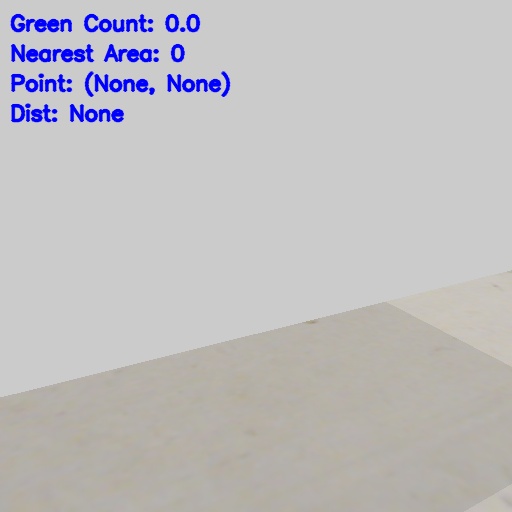 Green Count: 0.0
Nearest Area: 0
Point: (None, None)
Dist: None